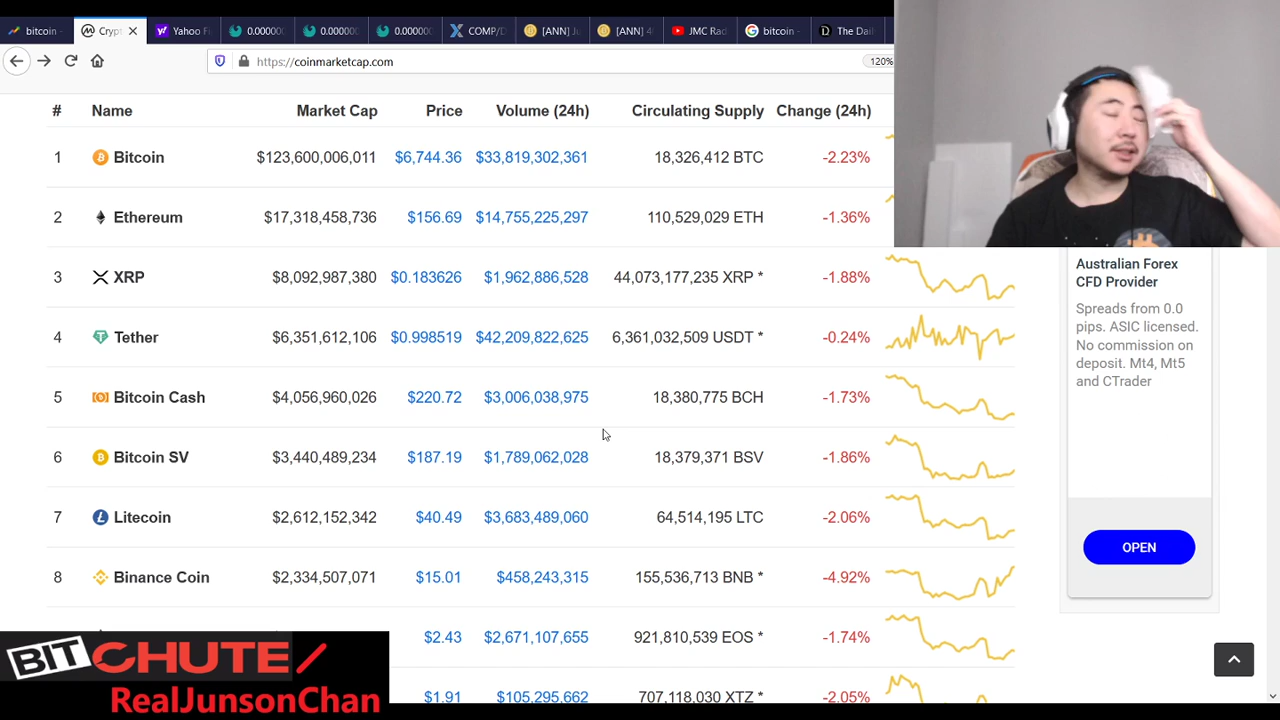 bitcoin
Cryp
Yahoo F
0.00000
0.00000
0.00000
COMP/D
[ANN] J
[ANN] 4
JMC Rad
bitcoin -
The Dail
https://coinmarketcap.com
120%
# Name Market Cap Price Volume (24h) Circulating Supply Change (24h)
1 Bitcoin $123,600,006,011 $6,744.36 $33,819,302,361 18,326,412 BTC -2.23%
2 Ethereum $17,318,458,736 $156.69 $14,755,225,297 110,529,029 ETH -1.36%
3 XRP $8,092,987,380 $0.183626 $1,962,886,528 44,073,177,235 XRP * -1.88%
4 Tether $6,351,612,106 $0.998519 $42,209,822,625 6,361,032,509 USDT * -0.24%
5 Bitcoin Cash $4,056,960,026 $220.72 $3,006,038,975 18,380,775 BCH -1.73%
6 Bitcoin SV $3,440,489,234 $187.19 $1,789,062,028 18,379,371 BSV -1.86%
7 Litecoin $2,612,152,342 $40.49 $3,683,489,060 64,514,195 LTC -2.06%
8 Binance Coin $2,334,507,071 $15.01 $458,243,315 155,536,713 BNB * -4.92%
$2.43 $2,671,107,655 921,810,539 EOS * -1.74%
$1.91 $105,295,662 707,118,030 XTZ * -2.05%
Australian Forex
CFD Provider
Spreads from 0.0
pips. ASIC licensed.
No commission on
deposit. Mt4, Mt5
and CTrader
OPEN
BITCHUTE/
RealJunsonChan